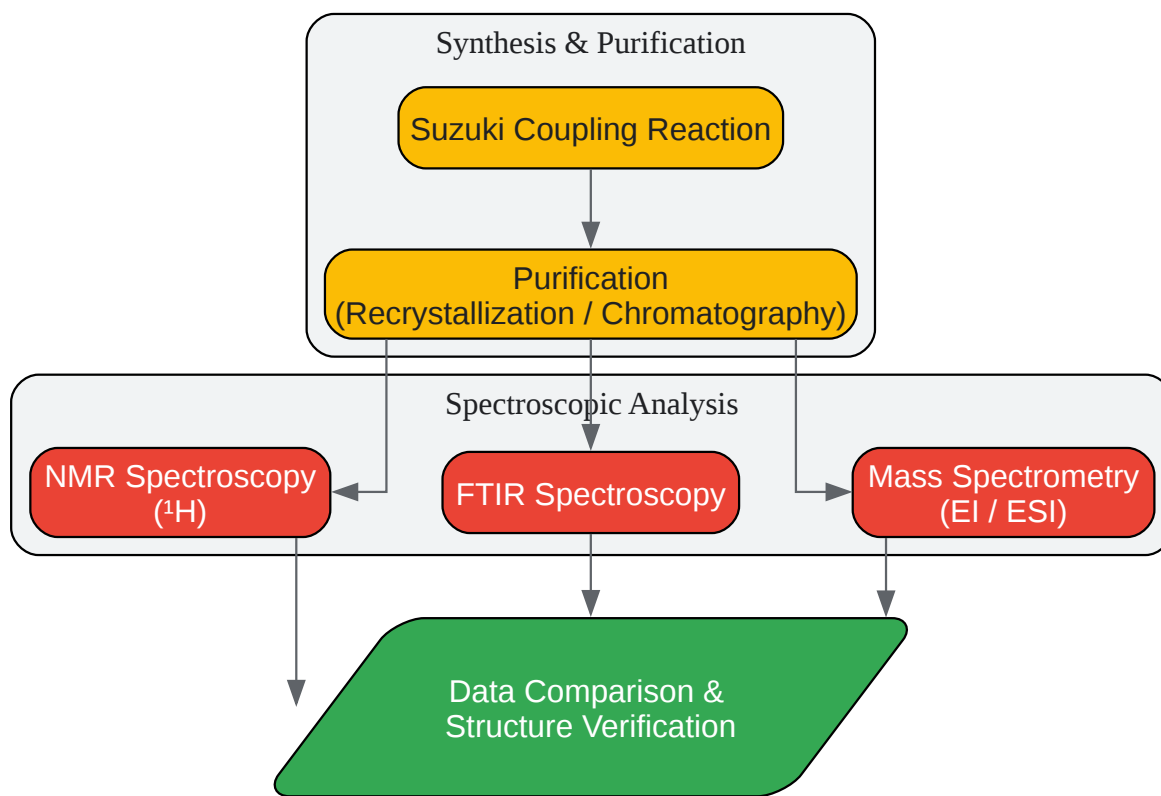 Synthesis & Purification
Suzuki Coupling Reaction
Purification
(Recrystallization / Chromatography)
Spectroscopic Analysis
NMR Spectroscopy
(¹H)
FTIR Spectroscopy
Mass Spectrometry
(EI / ESI)
Data Comparison &
Structure Verification